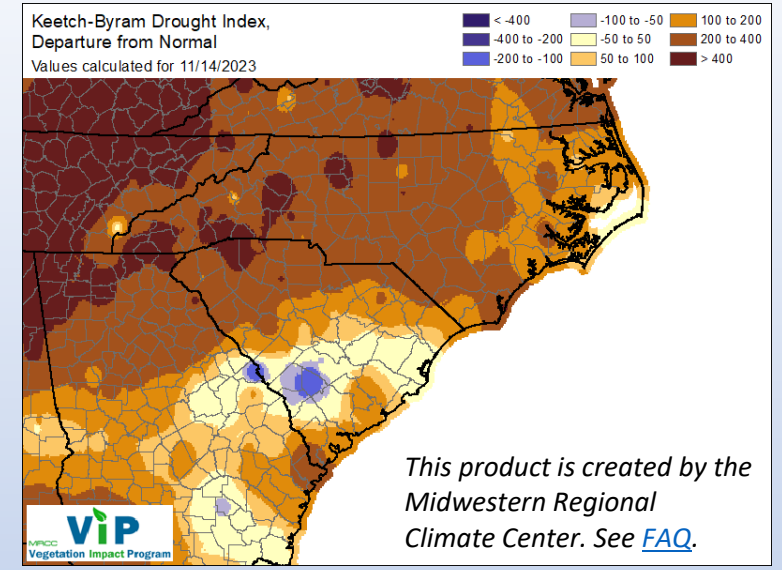 Keetch-Byram Drought Index,
Departure from Normal
Values calculated for 11/14/2023
< -400
-400 to -200
-200 to -100
-100 to -50
-50 to 50
50 to 100
100 to 200
200 to 400
> 400
This product is created by the
Midwestern Regional
Climate Center. See FAQ.
MRCC ViP
Vegetation Impact Program